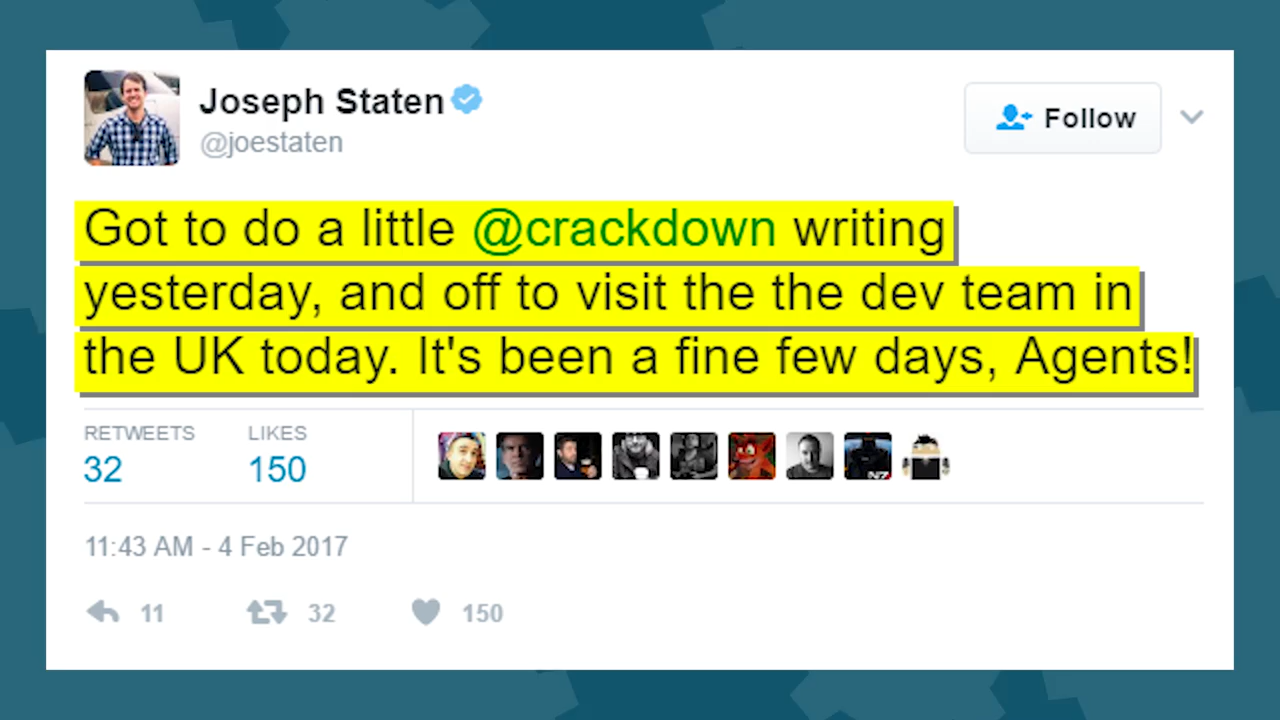 Joseph Staten
@joestaten
Follow
Got to do a little @crackdown writing
yesterday, and off to visit the the dev team in
the UK today. It's been a fine few days, Agents!
RETWEETS LIKES
32 150
N7
11:43 AM - 4 Feb 2017
11 32 150